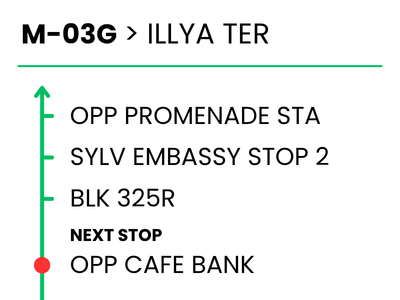 M-03G > ILLYA TER
OPP PROMENADE STA
SYLV EMBASSY STOP 2
BLK 325R
NEXT STOP
OPP CAFE BANK